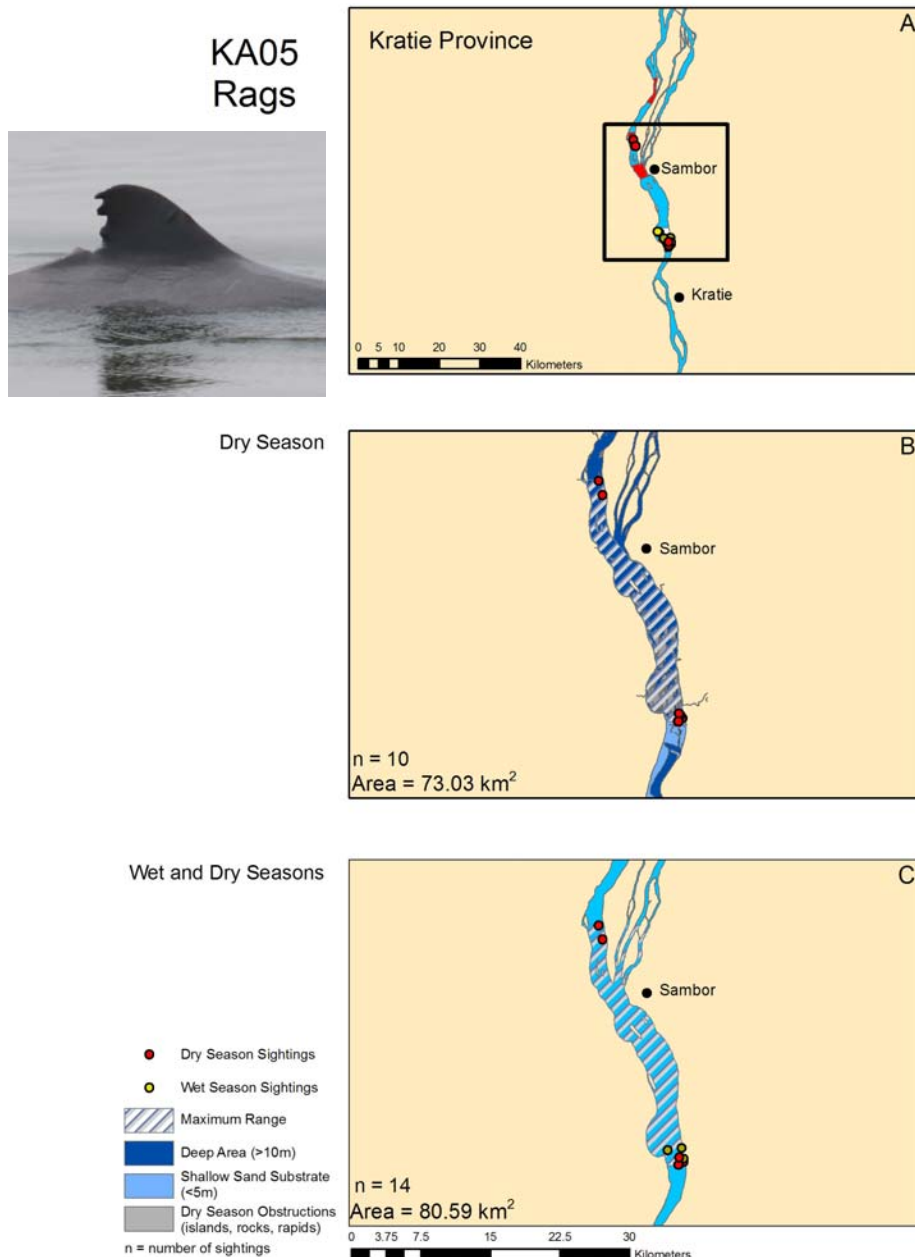 KA05
Rags
Kratie Province
A
Sambor
Kratie
0 5 10 20 30 40
Kilometers
Dry Season
B
Sambor
n = 10
Area = 73.03 km²
Wet and Dry Seasons
C
Sambor
Dry Season Sightings
Wet Season Sightings
Maximum Range
Deep Area (>10m)
Shallow Sand Substrate
(<5m)
Dry Season Obstructions
(islands, rocks, rapids)
n = number of sightings
n = 14
Area = 80.59 km²
0 3.75 7.5 15 22.5 30
Kilometers